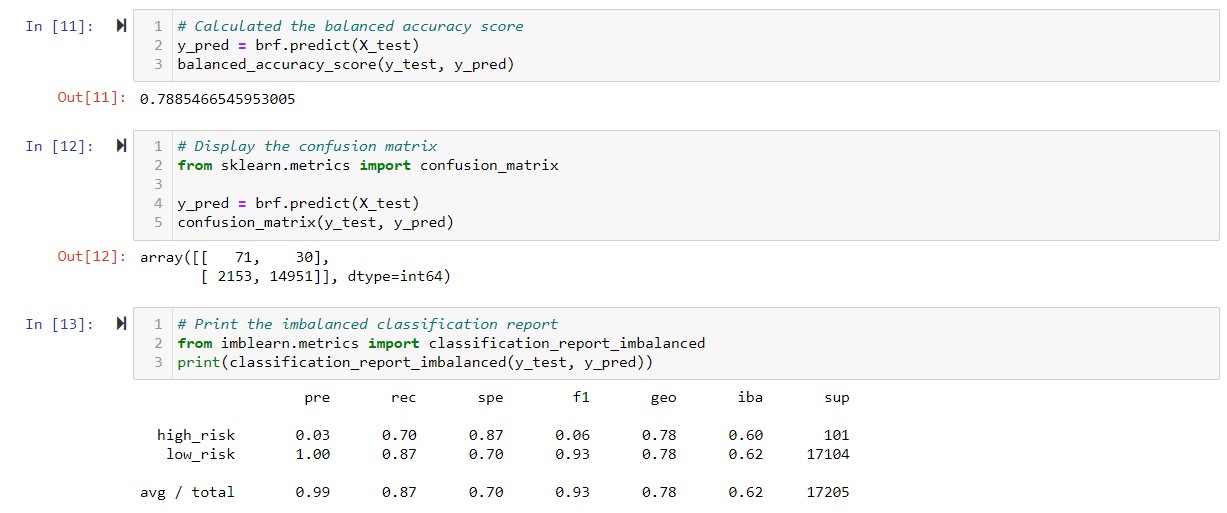 In [11]: 1 # Calculated the balanced accuracy score
2 y_pred = brf.predict(X_test)
3 balanced_accuracy_score(y_test, y_pred)
Out[11]: 0.7885466545953005
In [12]: 1 # Display the confusion matrix
2 from sklearn.metrics import confusion_matrix
3
4 y_pred = brf.predict(X_test)
5 confusion_matrix(y_test, y_pred)
Out[12]: array([[   71,    30],
       [ 2153, 14951]], dtype=int64)
In [13]: 1 # Print the imbalanced classification report
2 from imblearn.metrics import classification_report_imbalanced
3 print(classification_report_imbalanced(y_test, y_pred))
pre rec spe f1 geo iba sup
high_risk 0.03 0.70 0.87 0.06 0.78 0.60 101
low_risk 1.00 0.87 0.70 0.93 0.78 0.62 17104
avg / total 0.99 0.87 0.70 0.93 0.78 0.62 17205